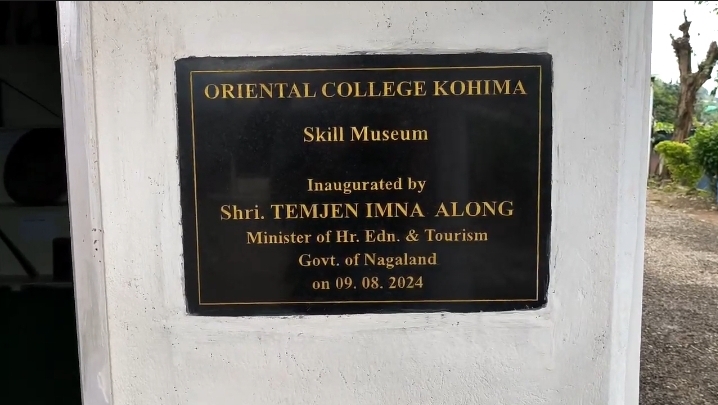 ORIENTAL COLLEGE KOHIMA
Skill Museum
Inaugurated by
Shri. TEMJEN IMNA ALONG
Minister of Hr. Edn. & Tourism
Govt. of Nagaland
on 09. 08. 2024